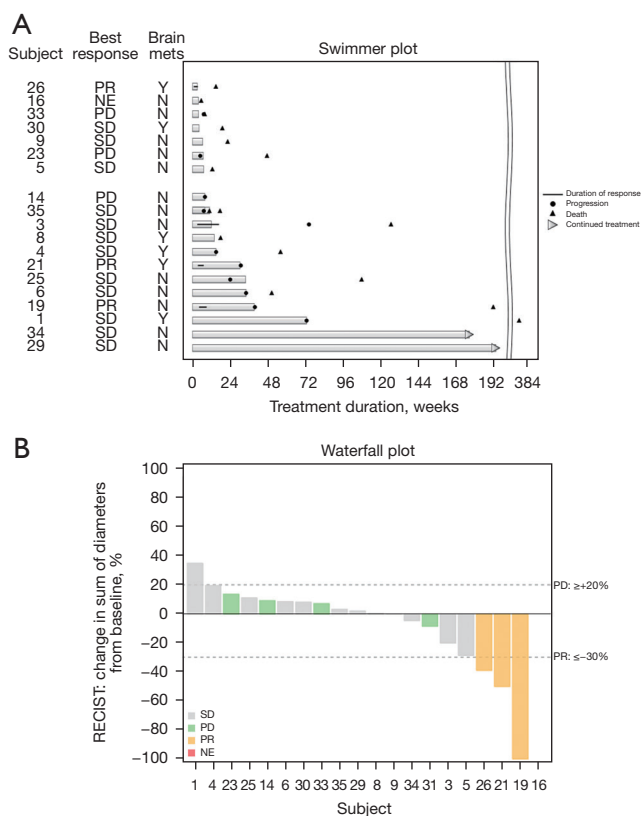 A
Subject Best response Brain mets
Swimmer plot
26 PR Y
16 NE N
33 PD N
30 SD Y
9 SD N
23 PD N
5 SD N
14 PD N
35 SD N
3 SD N
8 SD Y
4 SD Y
21 PR Y
25 SD N
6 SD N
19 PR N
1 SD Y
34 SD N
29 SD N
Duration of response
Progression
Death
Continued treatment
0 24 48 72 96 120 144 168 192 384
Treatment duration, weeks
B
Waterfall plot
RECIST: change in sum of diameters
from baseline, %
100
80
60
40
20
0
−20
−40
−60
−80
−100
PD: ≥+20%
PR: ≤−30%
SD
PD
PR
NE
1 4 23 25 14 6 30 33 35 29 8 9 34 31 3 5 26 21 19 16
Subject